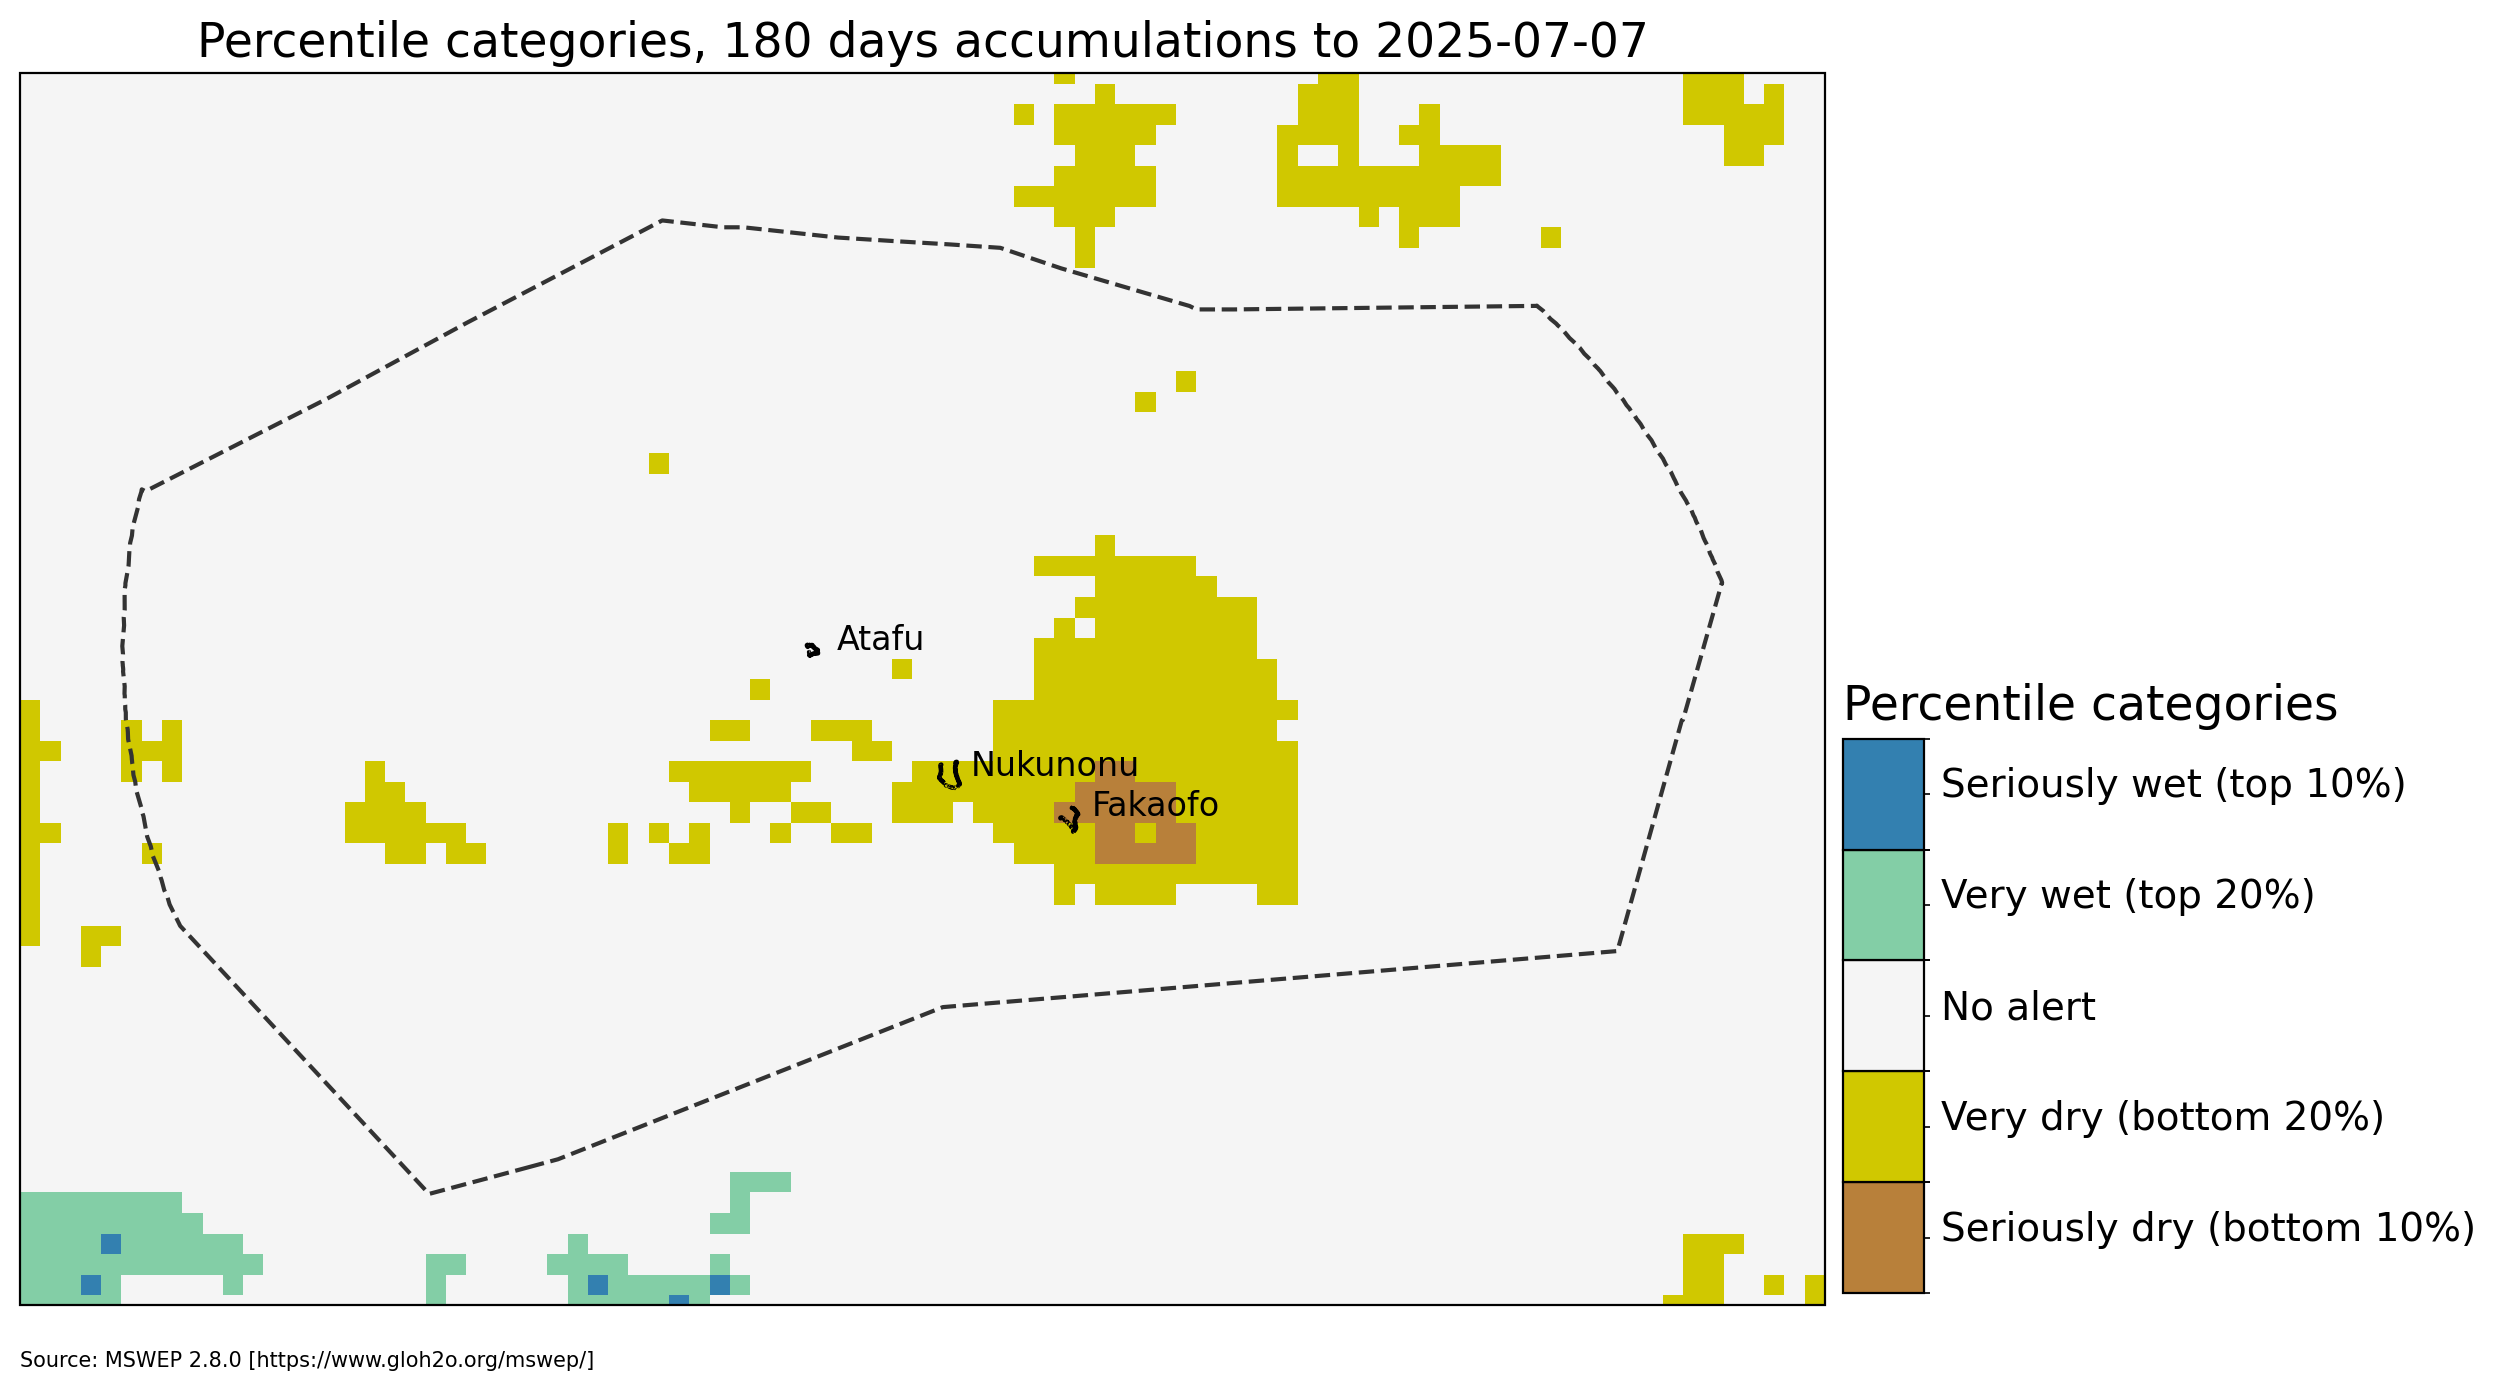 Percentile categories, 180 days accumulations to 2025-07-07
Atafu
Nukunonu
Fakaofo
Percentile categories
Seriously wet (top 10%)
Very wet (top 20%)
No alert
Very dry (bottom 20%)
Seriously dry (bottom 10%)
Source: MSWEP 2.8.0 [https://www.gloh2o.org/mswep/]